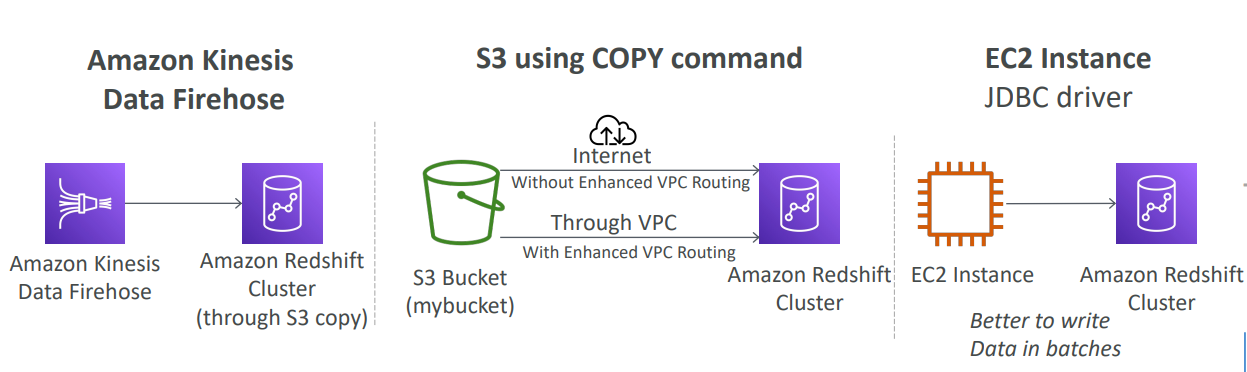 Amazon Kinesis
Data Firehose
Amazon Kinesis
Data Firehose
Amazon Redshift
Cluster
(through S3 copy)
S3 using COPY command
Internet
Without Enhanced VPC Routing
Through VPC
With Enhanced VPC Routing
S3 Bucket
(mybucket)
Amazon Redshift
Cluster
EC2 Instance
JDBC driver
EC2 Instance
Amazon Redshift
Cluster
Better to write
Data in batches